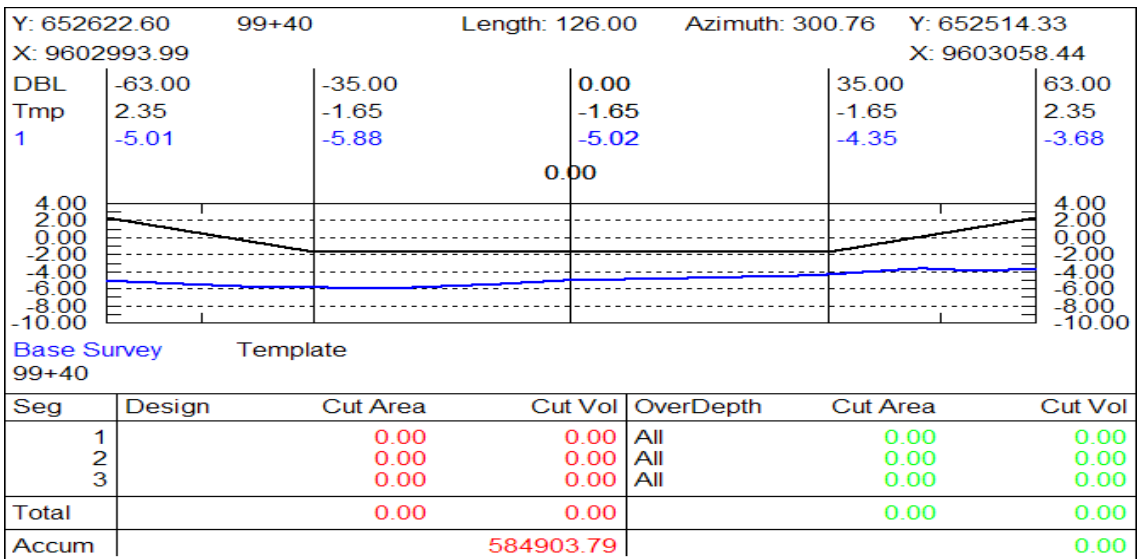 Y: 652622.60 99+40 Length: 126.00 Azimuth: 300.76 Y: 652514.33
X: 9602993.99 X: 9603058.44
DBL -63.00 -35.00 0.00 35.00 63.00
Tmp 2.35 -1.65 -1.65 -1.65 2.35
1 -5.01 -5.88 -5.02 -4.35 -3.68
0.00
4.00 4.00
2.00 2.00
0.00 0.00
-2.00 -2.00
-4.00 -4.00
-6.00 -6.00
-8.00 -8.00
-10.00 -10.00
Base Survey Template
99+40
Seg Design Cut Area Cut Vol OverDepth Cut Area Cut Vol
1 0.00 0.00 All 0.00 0.00
2 0.00 0.00 All 0.00 0.00
3 0.00 0.00 All 0.00 0.00
Total 0.00 0.00 0.00 0.00
Accum 584903.79 0.00